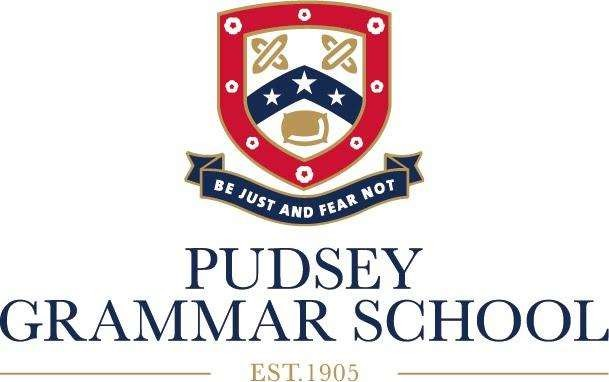 BE JUST AND FEAR NOT
PUDSEY
GRAMMAR SCHOOL
EST.1905